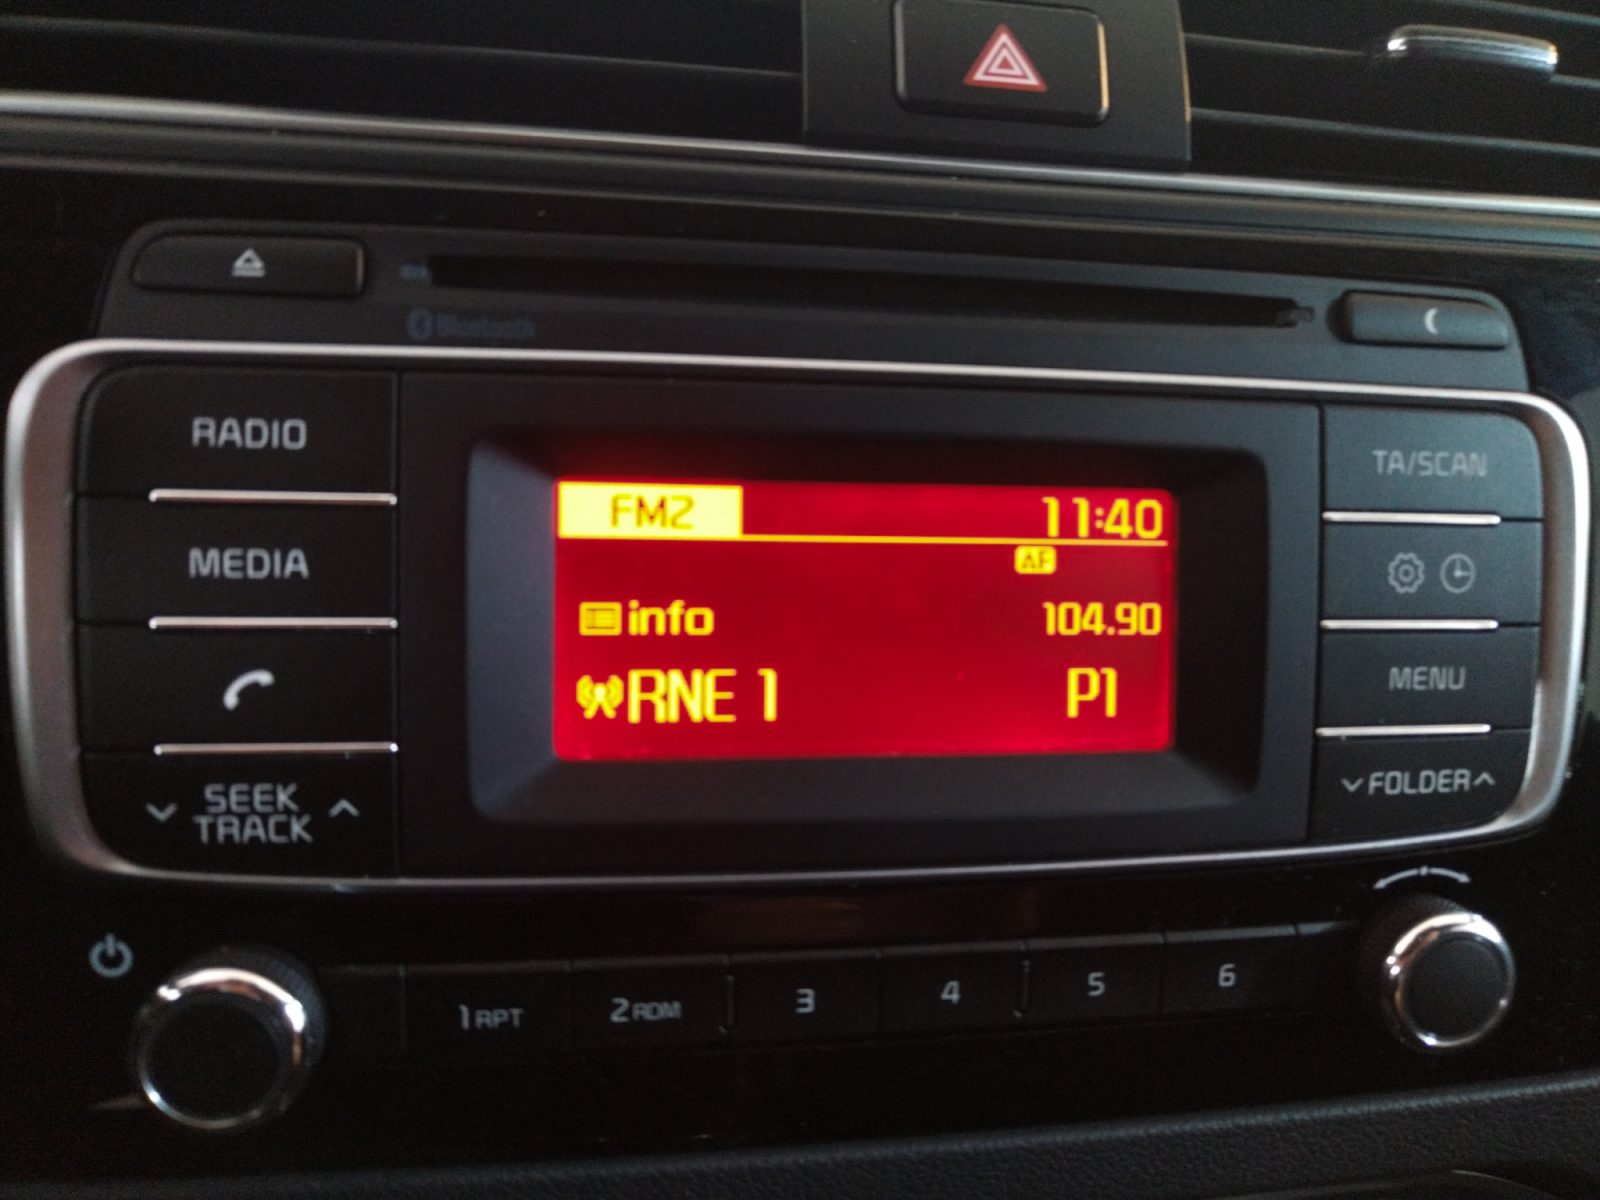 Bluetooth
RADIO
MEDIA
SEEK
TRACK
FM2 11:40
AF
info 104.90
RNE 1 P1
TA/SCAN
MENU
FOLDER
1 RPT 2 RDM 3 4 5 6